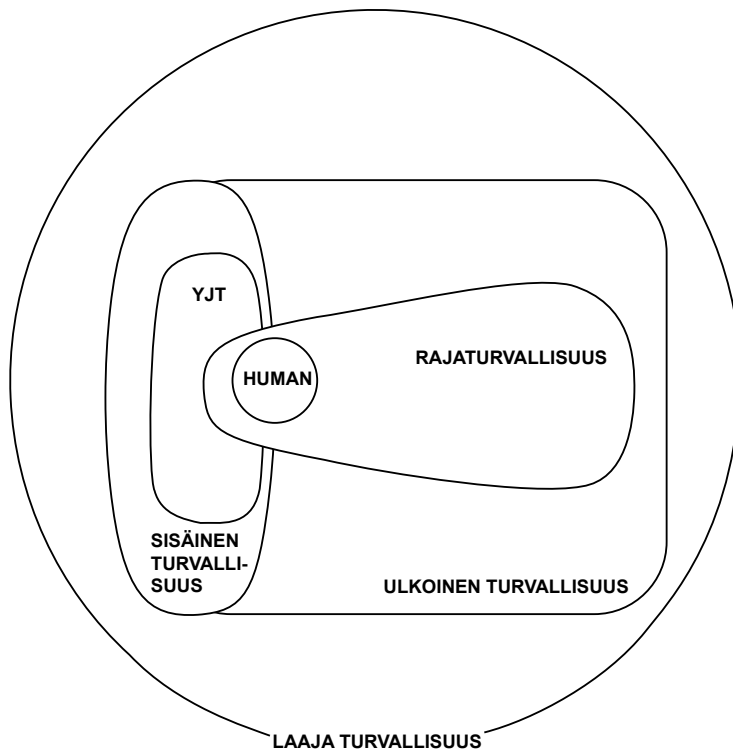 YJT
RAJATURVALLISUUS
HUMAN
SISÄINEN
TURVALLI-
SUUS
ULKOINEN TURVALLISUUS
LAAJA TURVALLISUUS